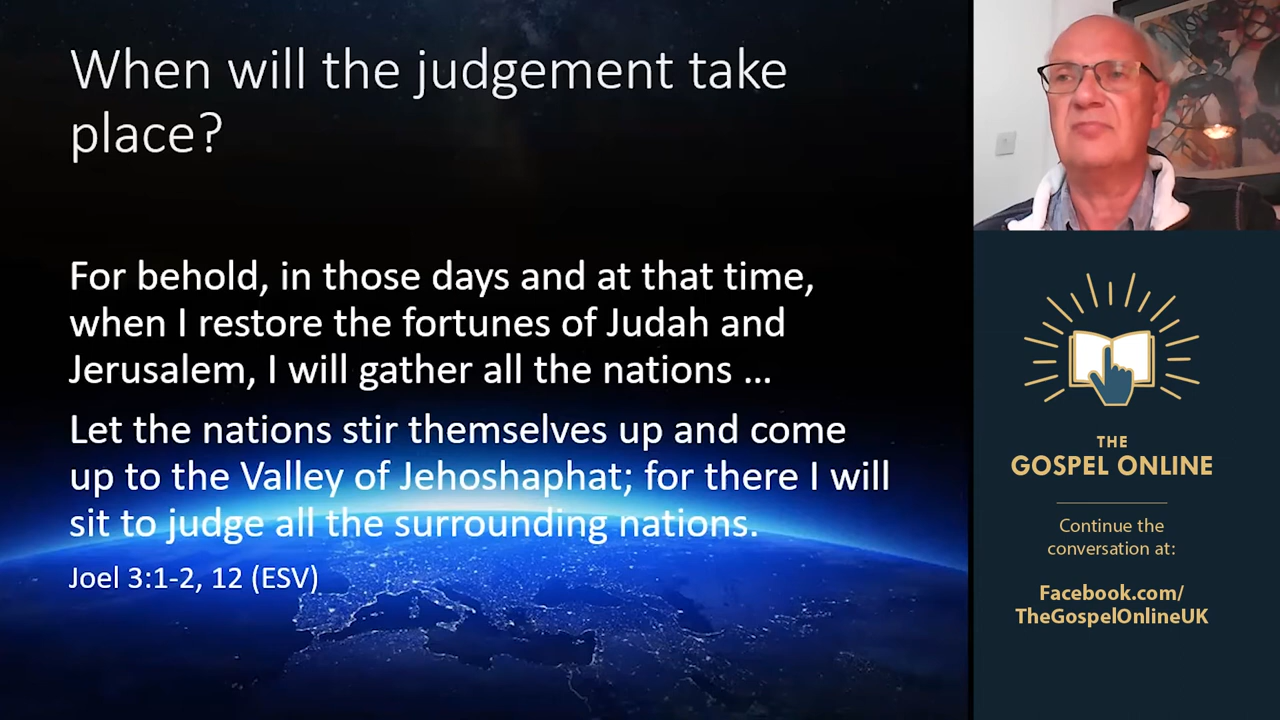 When will the judgement take
place?
For behold, in those days and at that time,
when I restore the fortunes of Judah and
Jerusalem, I will gather all the nations ...
Let the nations stir themselves up and come
up to the Valley of Jehoshaphat; for there I will
sit to judge all the surrounding nations.
Joel 3:1-2, 12 (ESV)
THE
GOSPEL ONLINE
Continue the
conversation at:
Facebook.com/
TheGospelOnlineUK